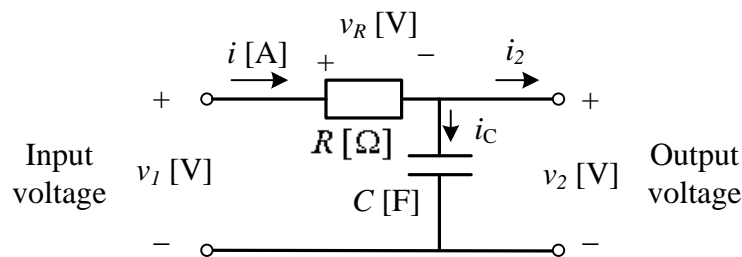 v_R [V]
i [A]
+
−
i_2
+
+
R [Ω]
i_C
Input
voltage
v_1 [V]
C [F]
v_2 [V]
Output
voltage
−
−